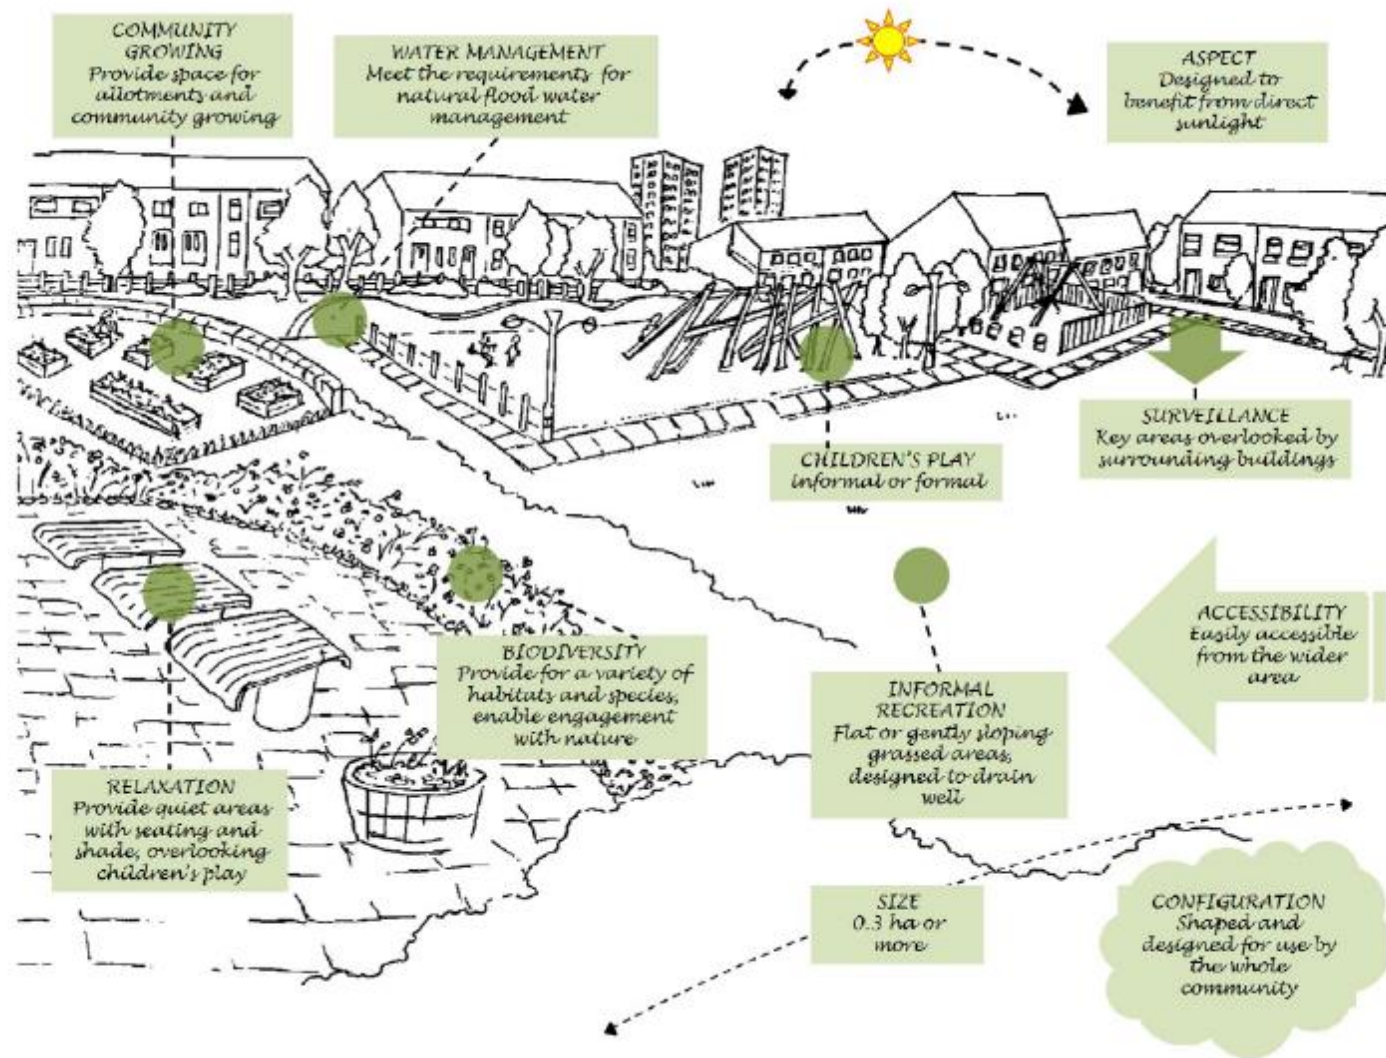 COMMUNITY
GROWING
Provide space for
allotments and
community growing
WATER MANAGEMENT
Meet the requirements for
natural flood water
management
ASPECT
Designed to
benefit from direct
sunlight
SURVEILLANCE
Key areas overlooked by
surrounding buildings
CHILDREN'S PLAY
informal or formal
ACCESSIBILITY
Easily accessible
from the wider
area
BIODIVERSITY
Provide for a variety of
habitats and species,
enable engagement
with nature
INFORMAL
RECREATION
Flat or gently sloping
grassed areas,
designed to drain
well
RELAXATION
Provide quiet areas
with seating and
shade, overlooking
children's play
SIZE
0.3 ha or
more
CONFIGURATION
Shaped and
designed for use by
the whole
community